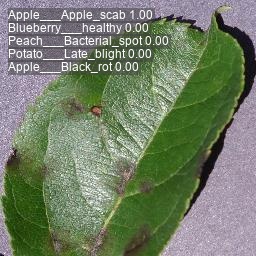 Apple___Apple_scab 1.00
Blueberry___healthy 0.00
Peach___Bacterial_spot 0.00
Potato___Late_blight 0.00
Apple___Black_rot 0.00